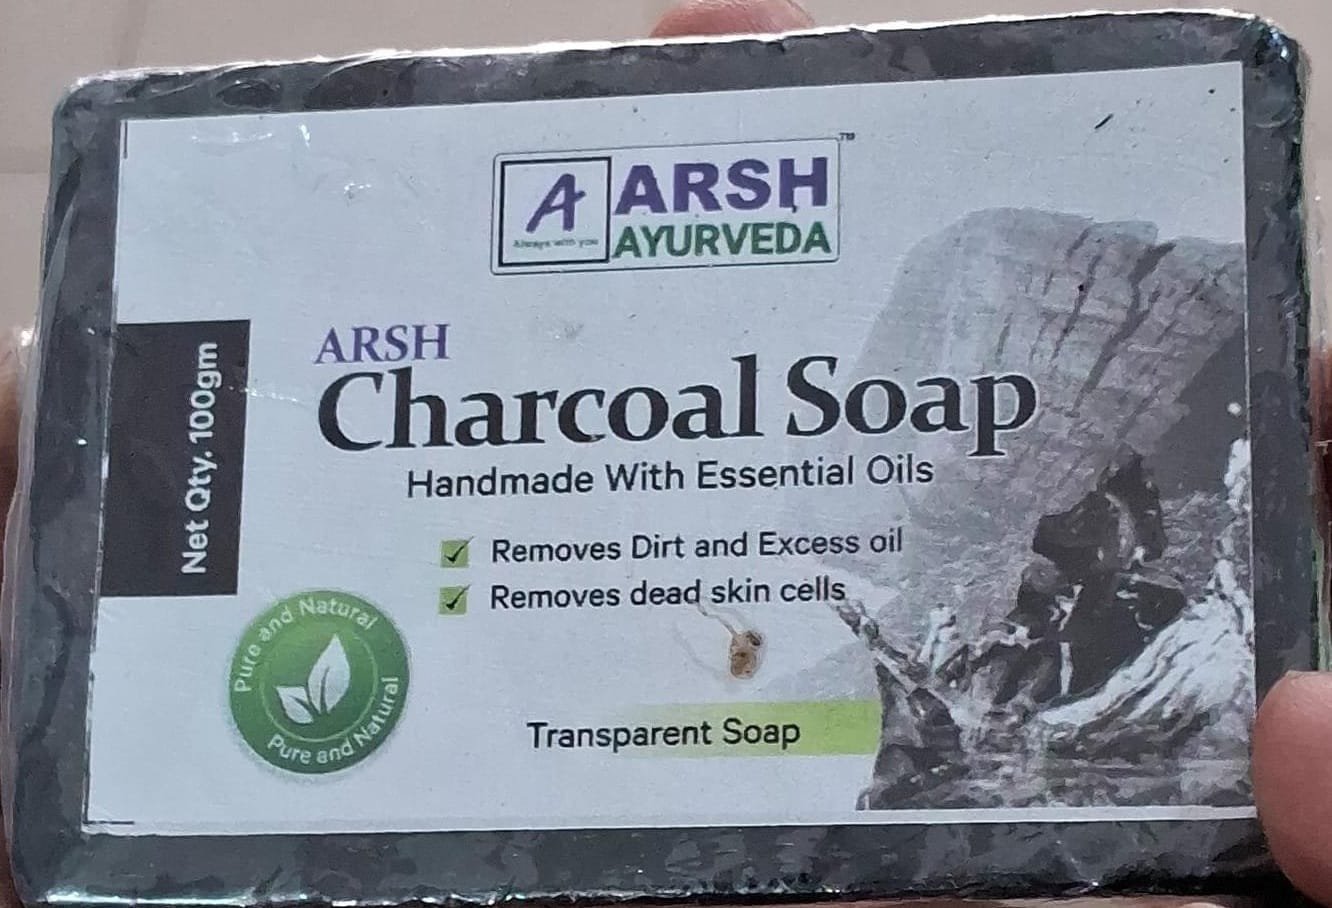 A
Always with you
ARSH
AYURVEDA
TM
ARSH
Charcoal Soap
Handmade With Essential Oils
Net Qty. 100gm
Removes Dirt and Excess oil
Removes dead skin cells
Pure and Natural
Pure and Natural
Transparent Soap